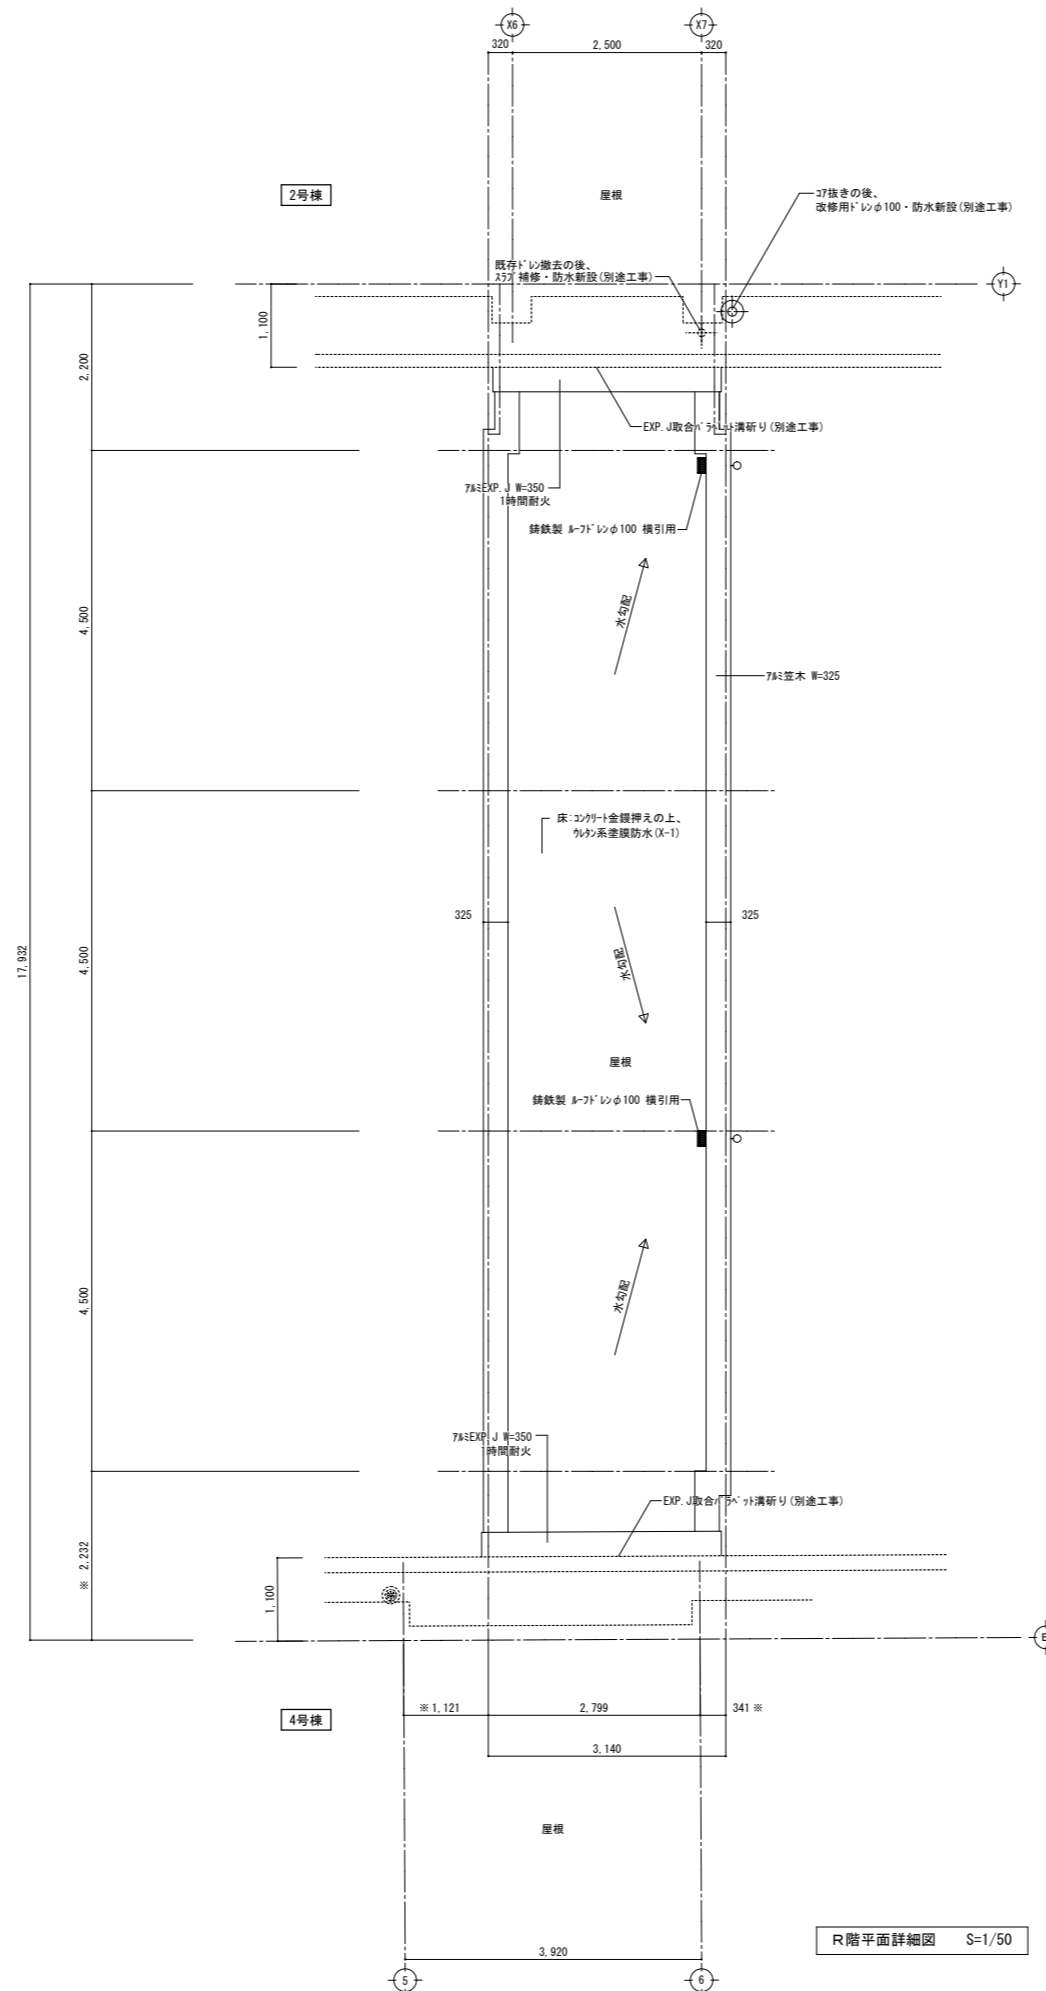 X6
X7
320
2,500
320
2号棟
屋根
ｺｱ抜きの後、
改修用ﾄﾞﾚﾝφ100・防水新設(別途工事)
既存ﾄﾞﾚﾝ撤去の後、
ｽﾗﾌﾞ補修・防水新設(別途工事)
Y1
1,100
2,200
EXP.J取合ﾊﾟﾗﾍﾟｯﾄ溝斫り(別途工事)
ｱﾙﾐEXP.J W=350
1時間耐火
鋳鉄製 ﾙｰﾌﾄﾞﾚﾝφ100 横引用
水勾配
4,500
ｱﾙﾐ笠木 W=325
床:ｺﾝｸﾘｰﾄ金鏝押えの上、
ｳﾚﾀﾝ系塗膜防水(X-1)
325
325
17,932
4,500
水勾配
屋根
鋳鉄製 ﾙｰﾌﾄﾞﾚﾝφ100 横引用
4,500
水勾配
ｱﾙﾐEXP.J W=350
1時間耐火
EXP.J取合ﾊﾟﾗﾍﾟｯﾄ溝斫り(別途工事)
※ 2,232
1,100
E
※1,121
2,799
341※
4号棟
3,140
屋根
R階平面詳細図 S=1/50
3,920
5
6